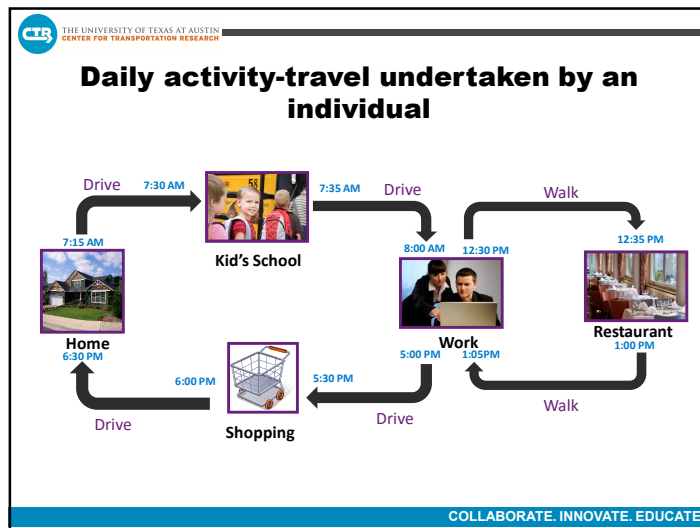 CTR THE UNIVERSITY OF TEXAS AT AUSTIN
CENTER FOR TRANSPORTATION RESEARCH
Daily activity-travel undertaken by an
individual
Drive
7:30 AM
7:35 AM
Drive
Walk
58
7:15 AM
Kid's School
8:00 AM
12:30 PM
12:35 PM
Home
Work
Restaurant
6:30 PM
6:00 PM
5:30 PM
5:00 PM
1:05PM
1:00 PM
Drive
Shopping
Drive
Walk
COLLABORATE. INNOVATE. EDUCATE